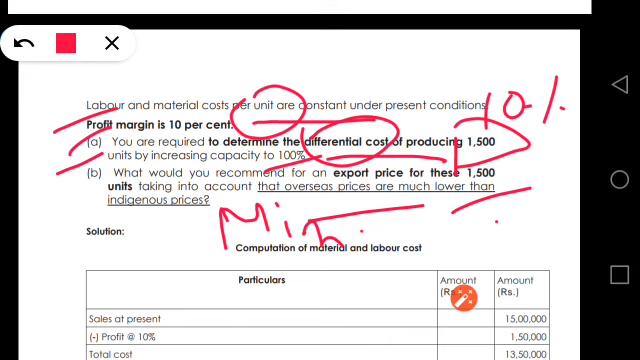 Labour and material costs per unit are constant under present conditions.
Profit margin is 10 per cent.
10%
(a) You are required to determine the differential cost of producing 1,500
units by increasing capacity to 100%
(b) What would you recommend for an export price for these 1,500
units taking into account that overseas prices are much lower than
indigenous prices?
Min.
Solution:
Computation of material and labour cost
Particulars Amount (Rs.) Amount (Rs.)
Sales at present 15,00,000
(-) Profit @ 10% 1,50,000
Total cost 13,50,000